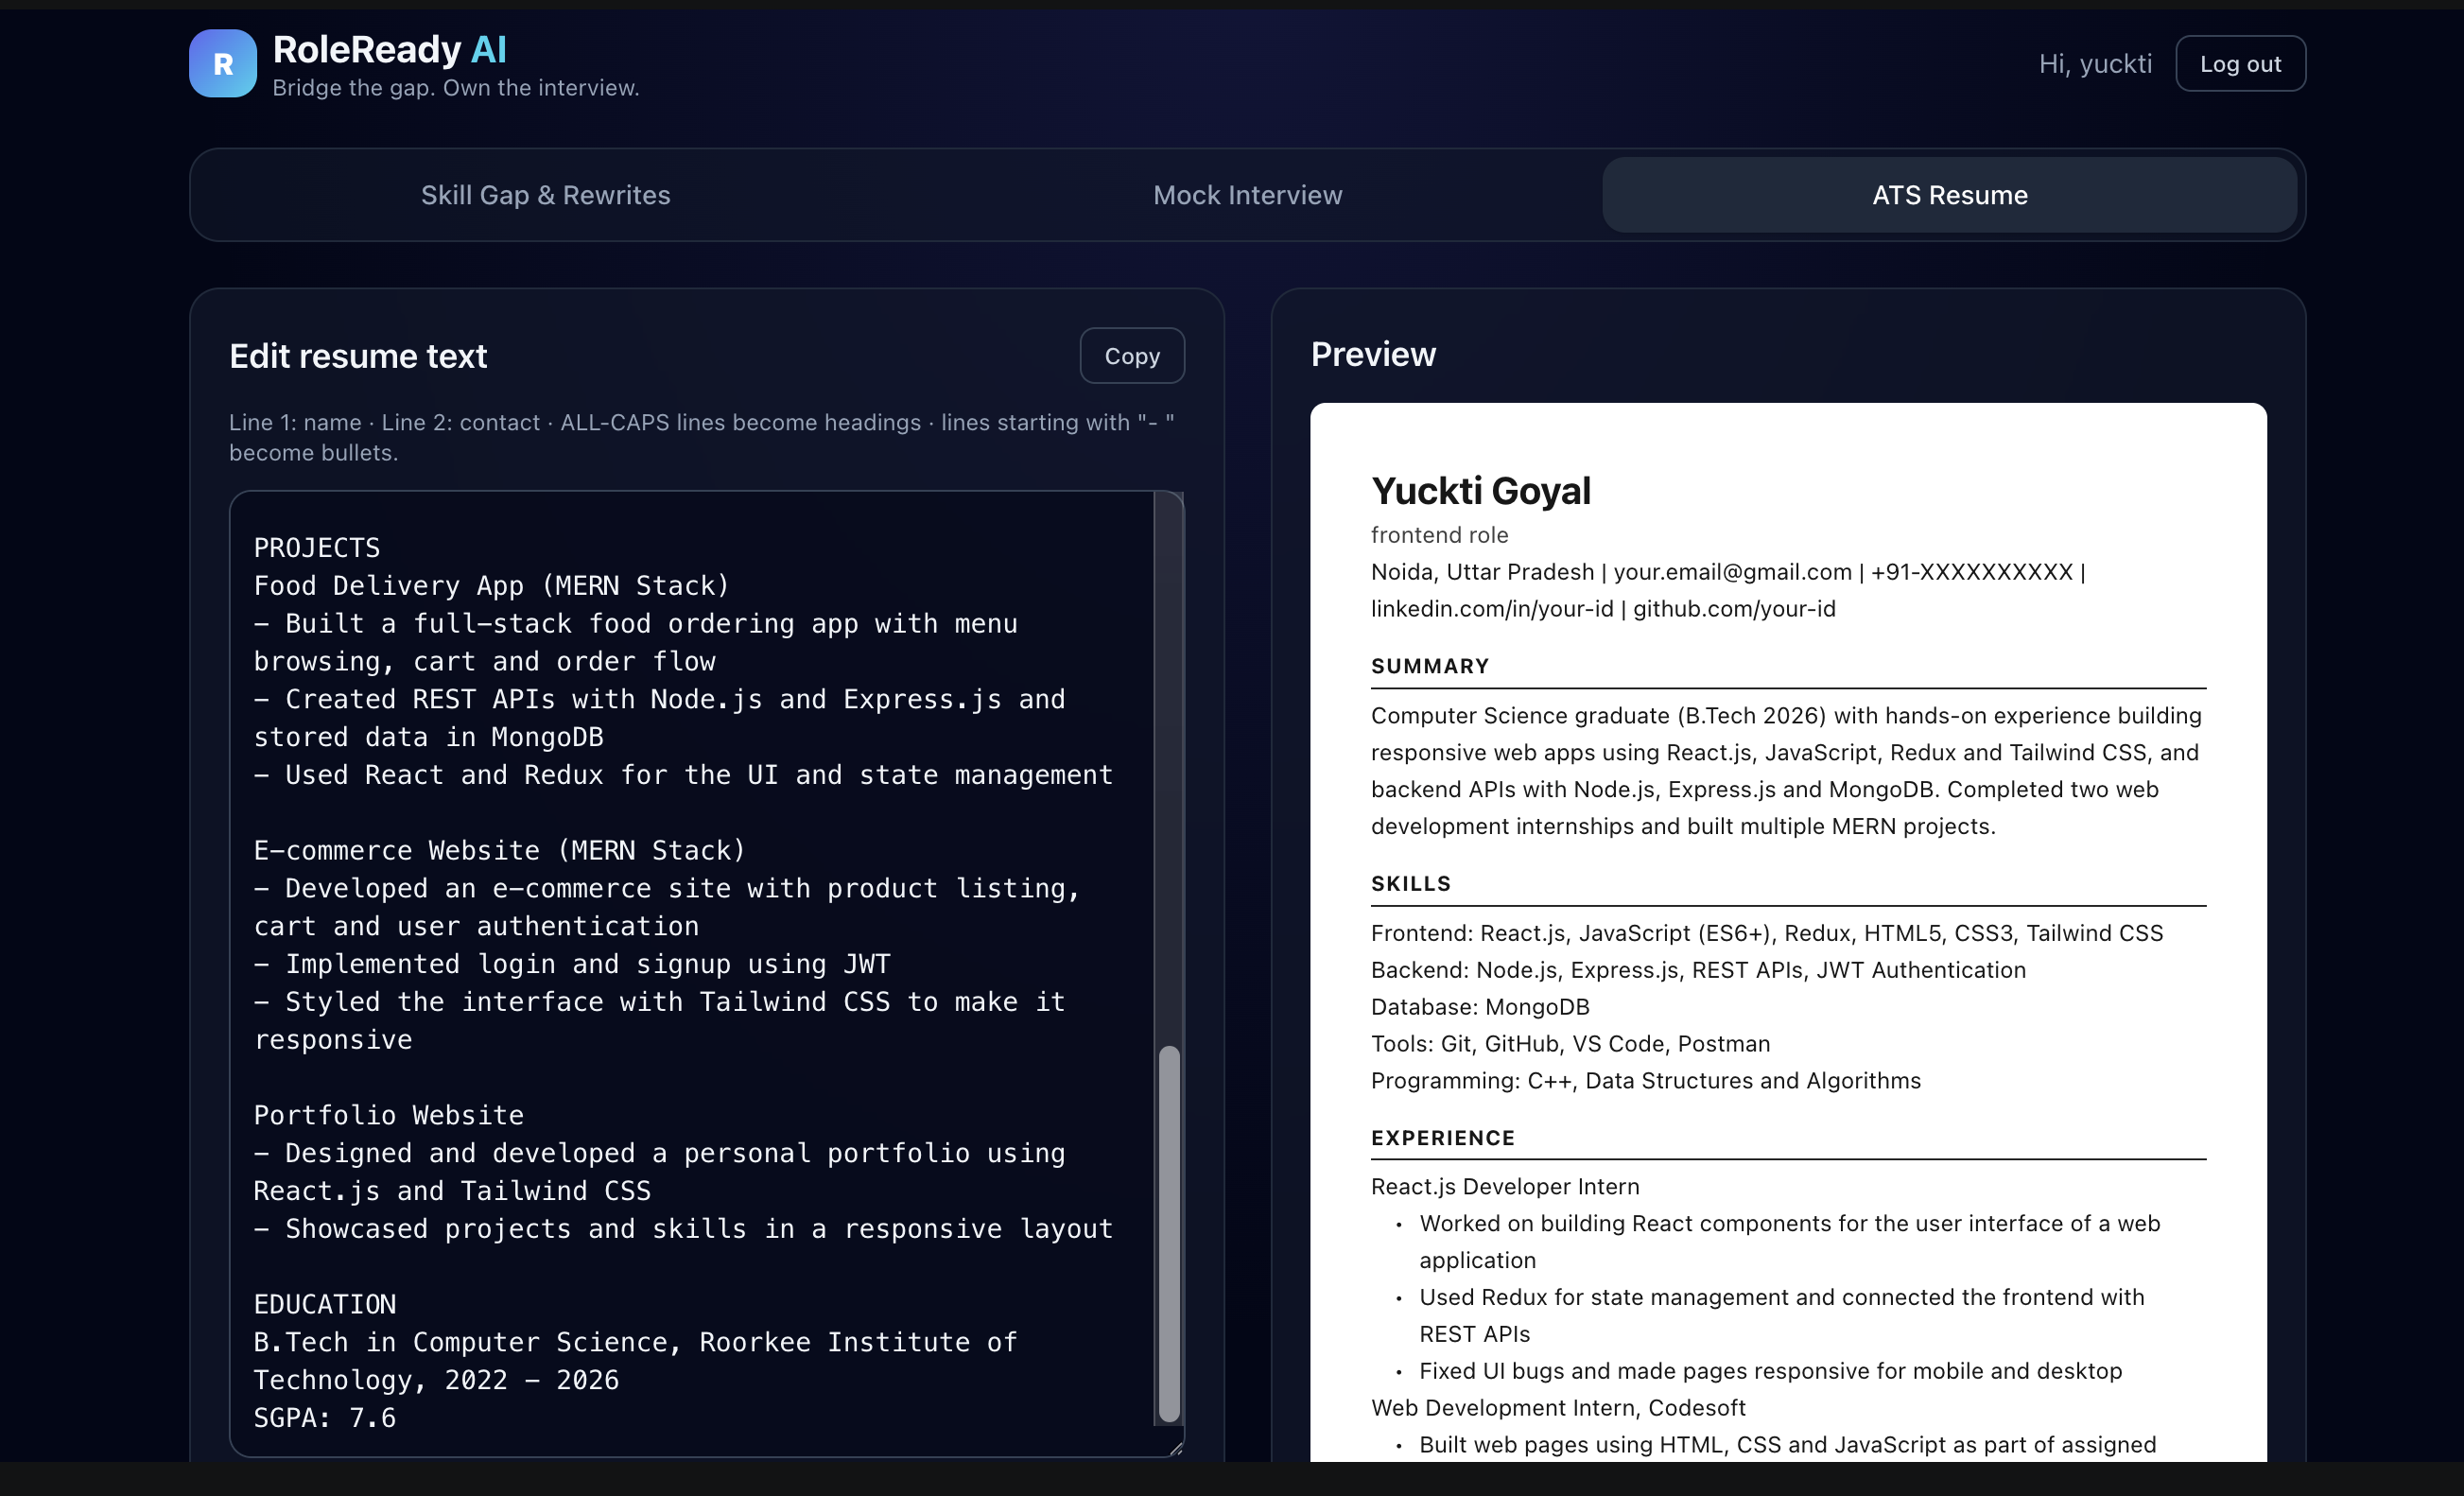 R
RoleReady AI
Bridge the gap. Own the interview.
Hi, yuckti
Log out
Skill Gap & Rewrites
Mock Interview
ATS Resume
Edit resume text
Copy
Line 1: name · Line 2: contact · ALL-CAPS lines become headings · lines starting with "- "
become bullets.
PROJECTS
Food Delivery App (MERN Stack)
- Built a full-stack food ordering app with menu
browsing, cart and order flow
- Created REST APIs with Node.js and Express.js and
stored data in MongoDB
- Used React and Redux for the UI and state management
E-commerce Website (MERN Stack)
- Developed an e-commerce site with product listing,
cart and user authentication
- Implemented login and signup using JWT
- Styled the interface with Tailwind CSS to make it
responsive
Portfolio Website
- Designed and developed a personal portfolio using
React.js and Tailwind CSS
- Showcased projects and skills in a responsive layout
EDUCATION
B.Tech in Computer Science, Roorkee Institute of
Technology, 2022 - 2026
SGPA: 7.6
Preview
Yuckti Goyal
frontend role
Noida, Uttar Pradesh | your.email@gmail.com | +91-XXXXXXXXXX |
linkedin.com/in/your-id | github.com/your-id
SUMMARY
Computer Science graduate (B.Tech 2026) with hands-on experience building
responsive web apps using React.js, JavaScript, Redux and Tailwind CSS, and
backend APIs with Node.js, Express.js and MongoDB. Completed two web
development internships and built multiple MERN projects.
SKILLS
Frontend: React.js, JavaScript (ES6+), Redux, HTML5, CSS3, Tailwind CSS
Backend: Node.js, Express.js, REST APIs, JWT Authentication
Database: MongoDB
Tools: Git, GitHub, VS Code, Postman
Programming: C++, Data Structures and Algorithms
EXPERIENCE
React.js Developer Intern
• Worked on building React components for the user interface of a web
application
• Used Redux for state management and connected the frontend with
REST APIs
• Fixed UI bugs and made pages responsive for mobile and desktop
Web Development Intern, Codesoft
• Built web pages using HTML, CSS and JavaScript as part of assigned